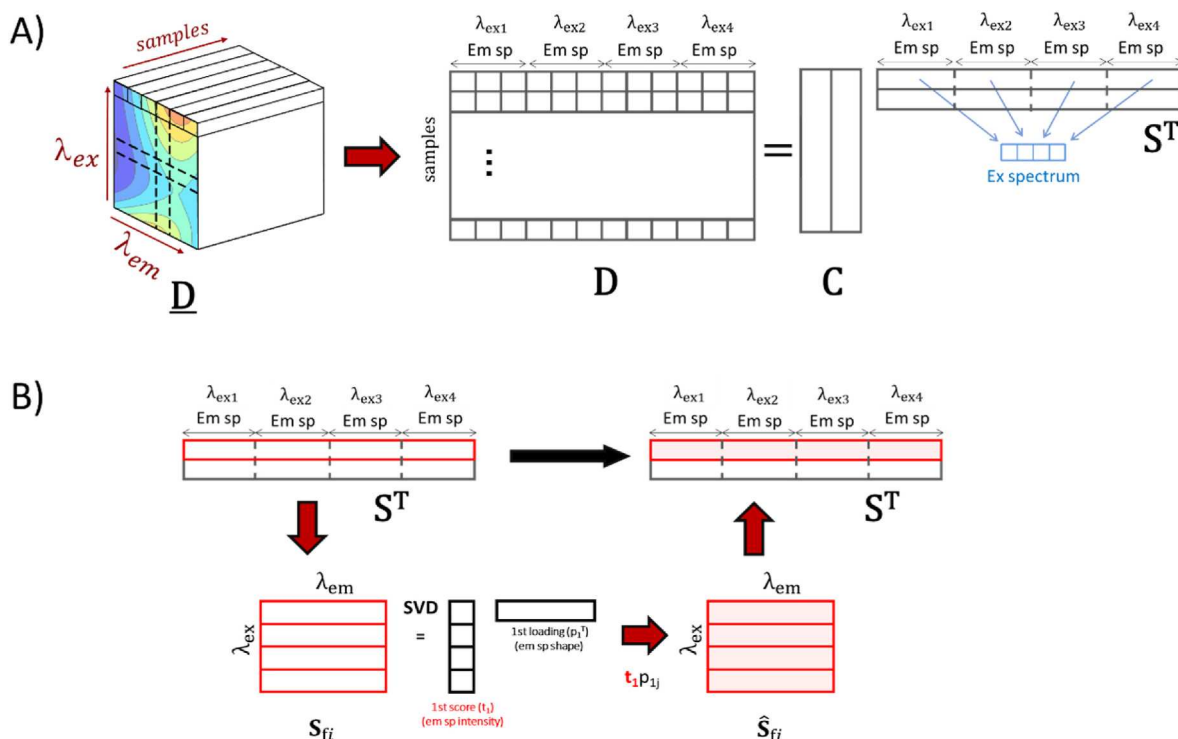 A)
samples
λex
λem
D
λex1 λex2 λex3 λex4
Em sp Em sp Em sp Em sp
samples
⋮
D
=
C
λex1 λex2 λex3 λex4
Em sp Em sp Em sp Em sp
Sᵀ
Ex spectrum
B)
λex1 λex2 λex3 λex4
Em sp Em sp Em sp Em sp
Sᵀ
λex1 λex2 λex3 λex4
Em sp Em sp Em sp Em sp
Sᵀ
λem
λex
sfi
SVD
=
1st score (t₁)
(em sp intensity)
1st loading (p₁ᵀ)
(em sp shape)
t₁p₁ⱼ
λem
λex
ŝfi